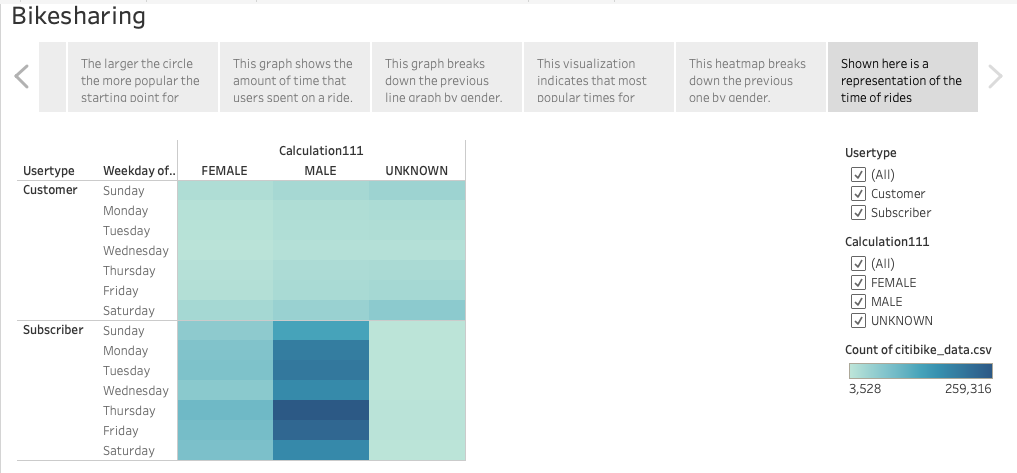 Bikesharing
The larger the circle
the more popular the
starting point for
This graph shows the
amount of time that
users spent on a ride.
This graph breaks
down the previous
line graph by gender.
This visualization
indicates that most
popular times for
This heatmap breaks
down the previous
one by gender.
Shown here is a
representation of the
time of rides
Calculation111
Usertype Weekday of.. FEMALE MALE UNKNOWN
Customer Sunday
Monday
Tuesday
Wednesday
Thursday
Friday
Saturday
Subscriber Sunday
Monday
Tuesday
Wednesday
Thursday
Friday
Saturday
Usertype
(All)
Customer
Subscriber
Calculation111
(All)
FEMALE
MALE
UNKNOWN
Count of citibike_data.csv
3,528 259,316